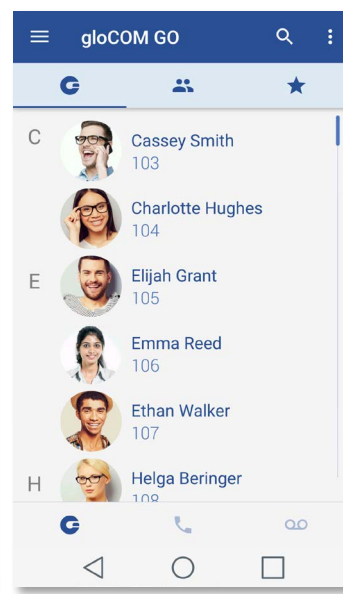 gloCOM GO
C
Cassey Smith
103
Charlotte Hughes
104
E
Elijah Grant
105
Emma Reed
106
Ethan Walker
107
H
Helga Beringer
108